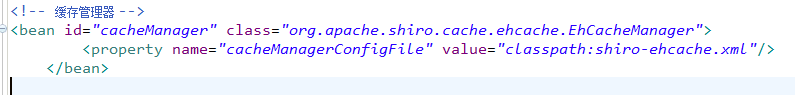 <!-- 缓存管理器 -->
<bean id="cacheManager" class="org.apache.shiro.cache.ehcache.EhCacheManager">
<property name="cacheManagerConfigFile" value="classpath:shiro-ehcache.xml"/>
</bean>